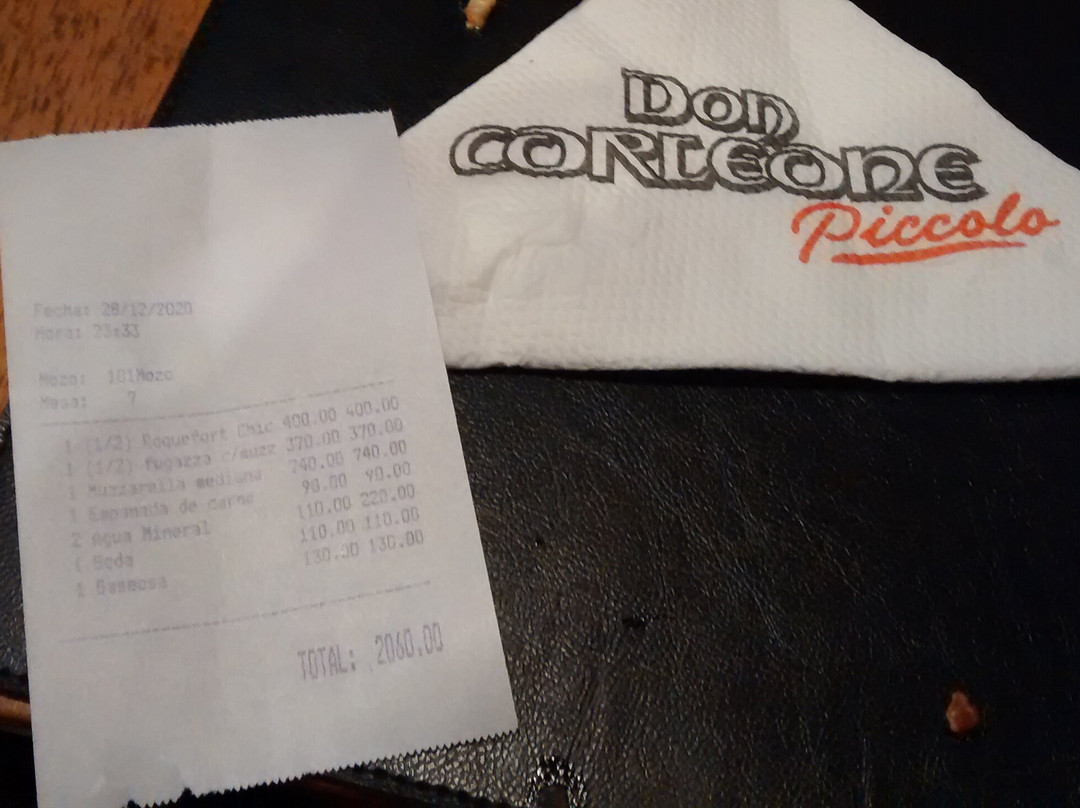 Don
CORLEONE
Piccolo
Fecha: 28/12/2020
Hora: 23:33
Mozo: 101Mozo
Mesa: 7
1 (1/2) Roquefort Chic 400.00 400.00
1 (1/2) fugazza c/muzz 370.00 370.00
1 Muzzarella mediana 740.00 740.00
1 Empanada de carne 90.00 90.00
2 Agua Mineral 110.00 220.00
1 Soda 110.00 110.00
1 Gaseosa 130.00 130.00
TOTAL: 2060.00